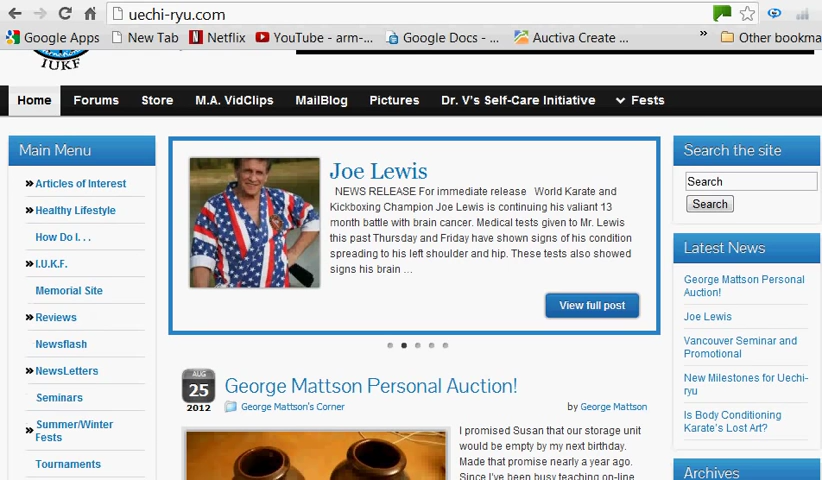 uechi-ryu.com
Google Apps New Tab Netflix YouTube - arm-... Google Docs - ... Auctiva Create ... » Other bookma
IUKF
Home Forums Store M.A. VidClips MailBlog Pictures Dr. V's Self-Care Initiative Fests
Main Menu
Articles of Interest
Healthy Lifestyle
How Do I. . .
I.U.K.F.
Memorial Site
Reviews
Newsflash
NewsLetters
Seminars
Summer/Winter
Fests
Tournaments
Joe Lewis
NEWS RELEASE For immediate release World Karate and
Kickboxing Champion Joe Lewis is continuing his valiant 13
month battle with brain cancer. Medical tests given to Mr. Lewis
this past Thursday and Friday have shown signs of his condition
spreading to his left shoulder and hip. These tests also showed
signs his brain ...
View full post
AUG
25
2012
George Mattson Personal Auction!
George Mattson's Corner by George Mattson
I promised Susan that our storage unit
would be empty by my next birthday.
Made that promise nearly a year ago.
Since I've been busy teaching on-line
Search the site
Search
Search
Latest News
George Mattson Personal
Auction!
Joe Lewis
Vancouver Seminar and
Promotional
New Milestones for Uechi-
ryu
Is Body Conditioning
Karate's Lost Art?
Archives